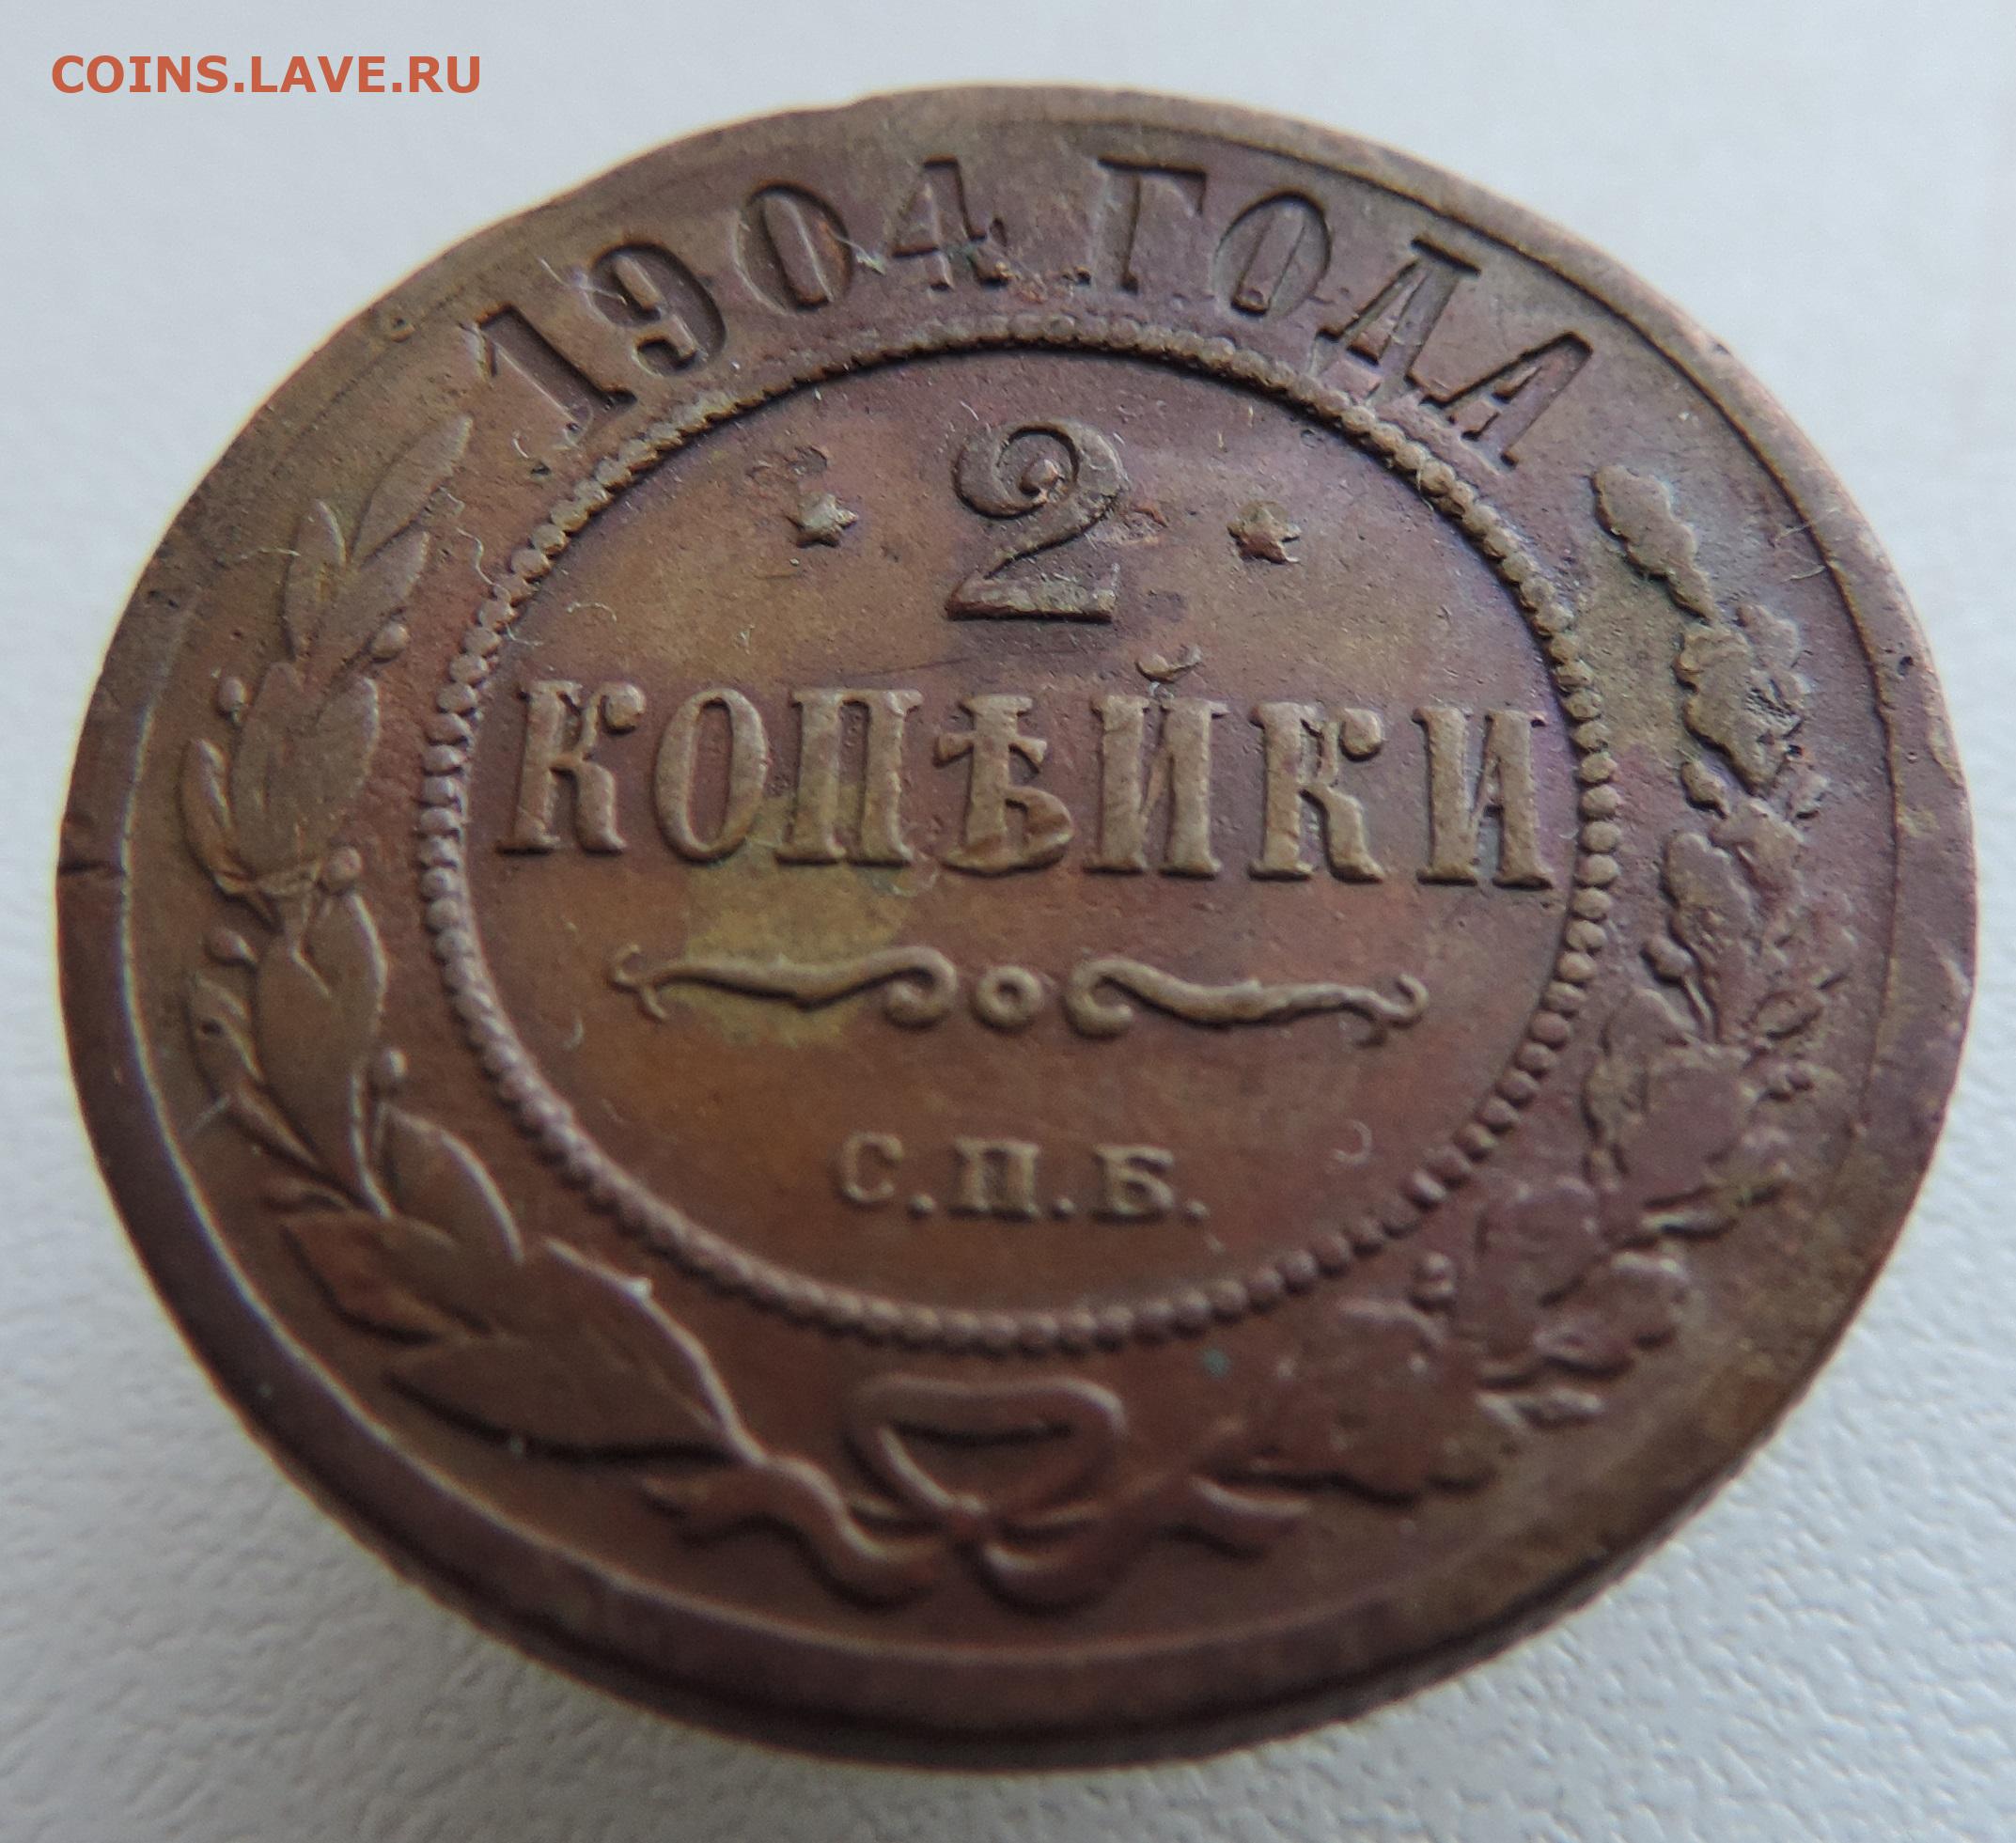 COINS.LAVE.RU
1904 ГОДА
2
КОПѢЙКИ
С.П.Б.